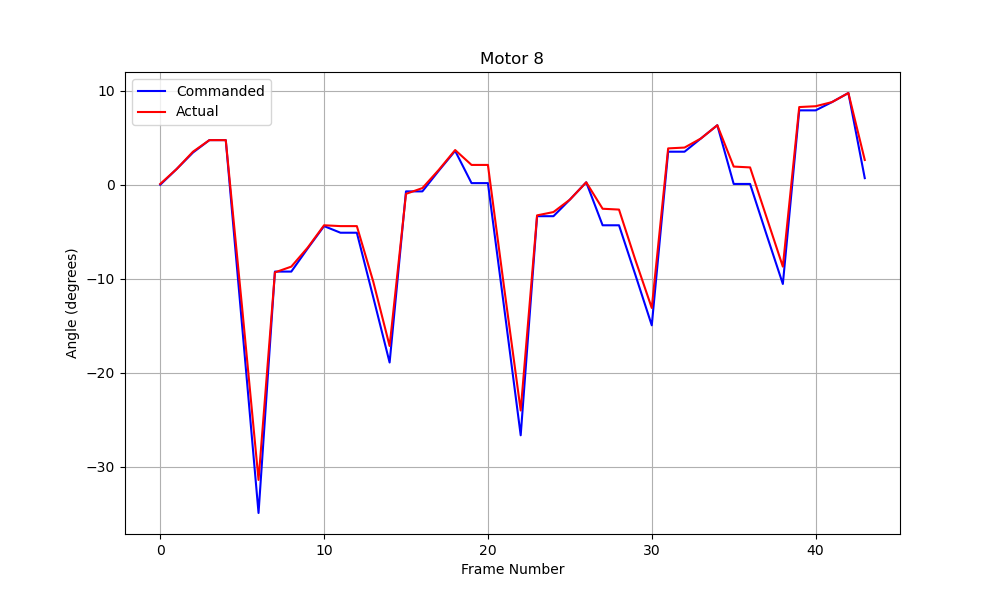 Motor 8
Commanded
Actual
10
0
−10
−20
−30
Angle (degrees)
0 10 20 30 40
Frame Number